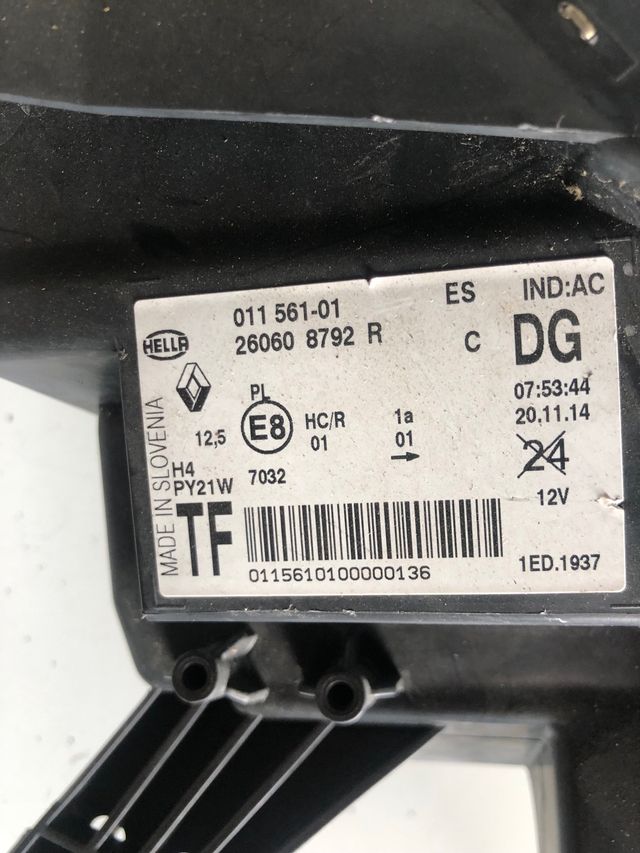 011 561-01 ES IND:AC
HELLA 26060 8792 R C DG
07:53:44
20.11.14
PL
12,5 E8 HC/R 1a
01 01
24
H4
PY21W 7032
12V
MADE IN SLOVENIA
TF
0115610100000136
1ED.1937